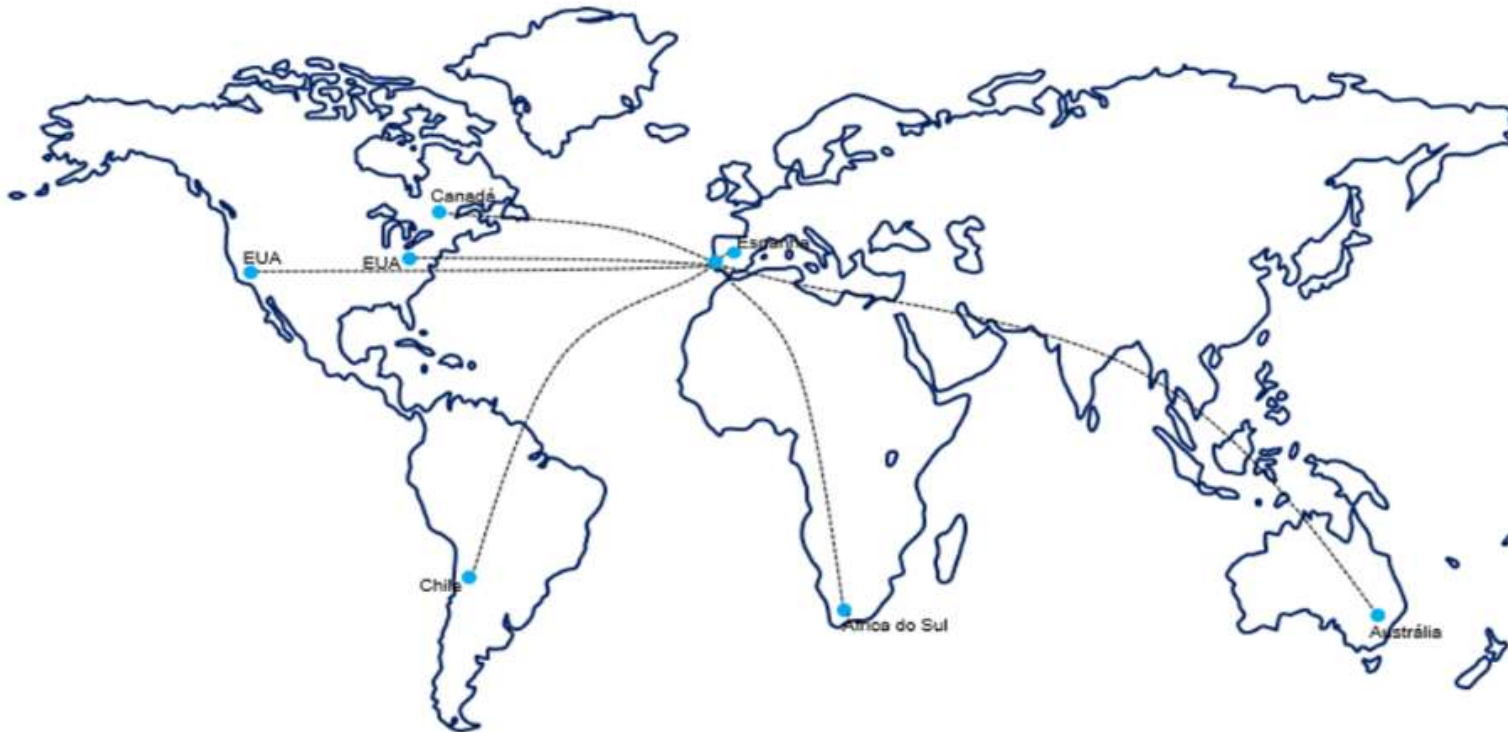 Canadá
Espanha
EUA
EUA
Chile
África do Sul
Austrália